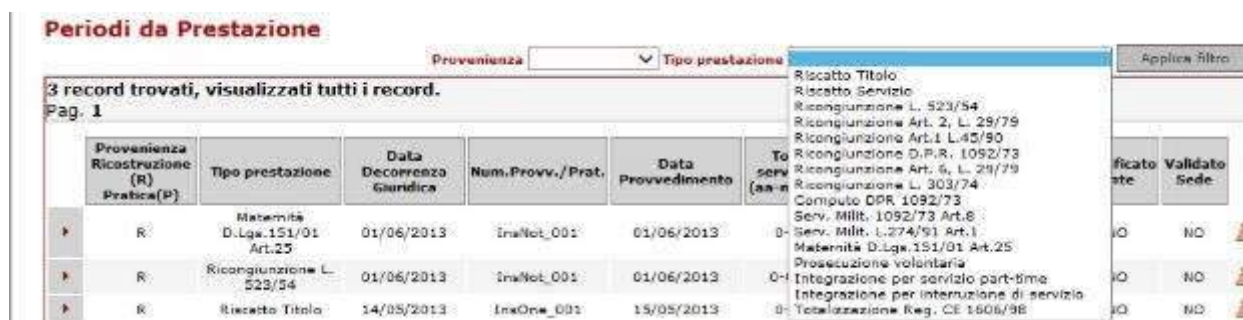 Periodi da Prestazione
Provenienza Tipo prestazione Applica filtro
3 record trovati, visualizzati tutti i record.
Pag. 1
Riscatto Titolo
Riscatto Servizio
Ricongiunzione L. 523/54
Ricongiunzione Art. 2, L. 29/79
Ricongiunzione Art.1 L.45/90
Ricongiunzione D.P.R. 1092/73
Ricongiunzione Art. 6, L. 29/79
Ricongiunzione L. 303/74
Computo DPR 1092/73
Serv. Milit. 1092/73 Art.8
Serv. Milit. L.274/91 Art.1
Maternità D.Lgs.151/01 Art.25
Prosecuzione volontaria
Integrazione per servizio part-time
Integrazione per interruzione di servizio
Totalizzazione Reg. CE 1606/98
Provenienza
Ricostruzione
(R)
Pratica(P)
Tipo prestazione
Data
Decorrenza
Giuridica
Num.Provv./Prat.
Data
Provvedimento
Validato
Sede
R
Maternità
D.Lgs.151/01
Art.25
01/06/2013 InsNot_001 01/06/2013 NO NO
R
Ricongiunzione L.
523/54
01/06/2013 InsNot_001 01/06/2013 NO NO
R Riscatto Titolo 14/05/2013 InsOne_001 15/05/2013 NO NO